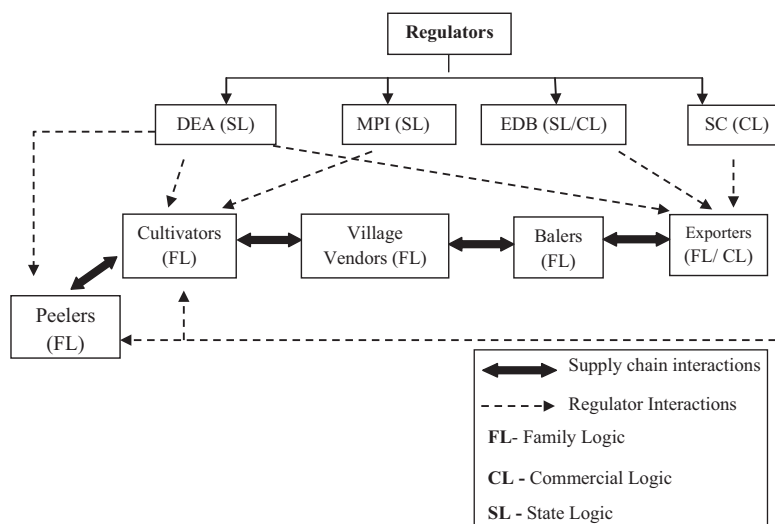 Regulators
DEA (SL)
MPI (SL)
EDB (SL/CL)
SC (CL)
Cultivators
(FL)
Village
Vendors (FL)
Balers
(FL)
Exporters
(FL/ CL)
Peelers
(FL)
Supply chain interactions
Regulator Interactions
FL- Family Logic
CL - Commercial Logic
SL - State Logic